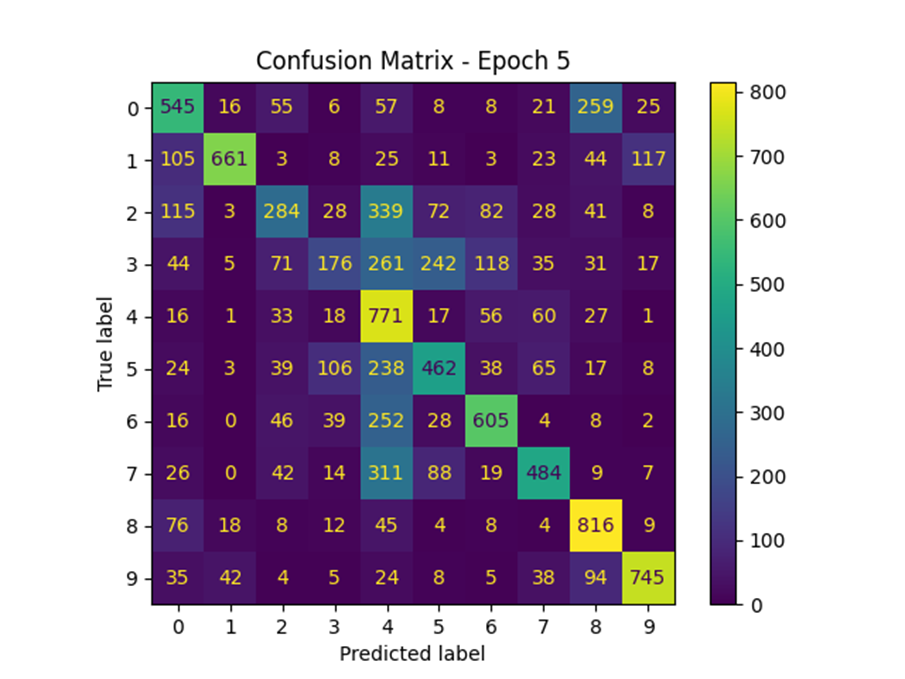 Confusion Matrix - Epoch 5
0 545 16 55 6 57 8 8 21 259 25
1 105 661 3 8 25 11 3 23 44 117
2 115 3 284 28 339 72 82 28 41 8
3 44 5 71 176 261 242 118 35 31 17
4 16 1 33 18 771 17 56 60 27 1
5 24 3 39 106 238 462 38 65 17 8
6 16 0 46 39 252 28 605 4 8 2
7 26 0 42 14 311 88 19 484 9 7
8 76 18 8 12 45 4 8 4 816 9
9 35 42 4 5 24 8 5 38 94 745
0 1 2 3 4 5 6 7 8 9
Predicted label
True label
800
700
600
500
400
300
200
100
0